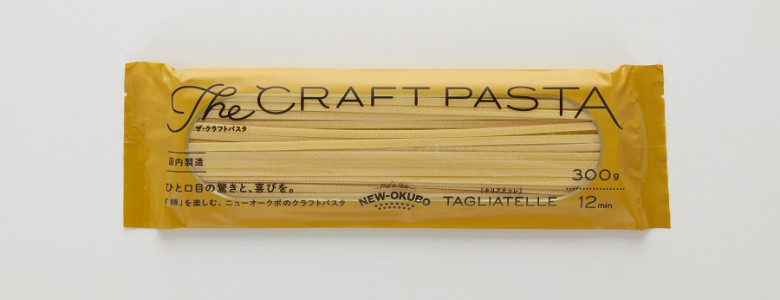 The CRAFT PASTA
ザ・クラフトパスタ
国内製造
ひと口目の驚きと、喜びを。
「麺」を楽しむ、ニューオークボのクラフトパスタ
NEW-OKUBO
[タリアテッレ]
TAGLIATELLE
300g
12min